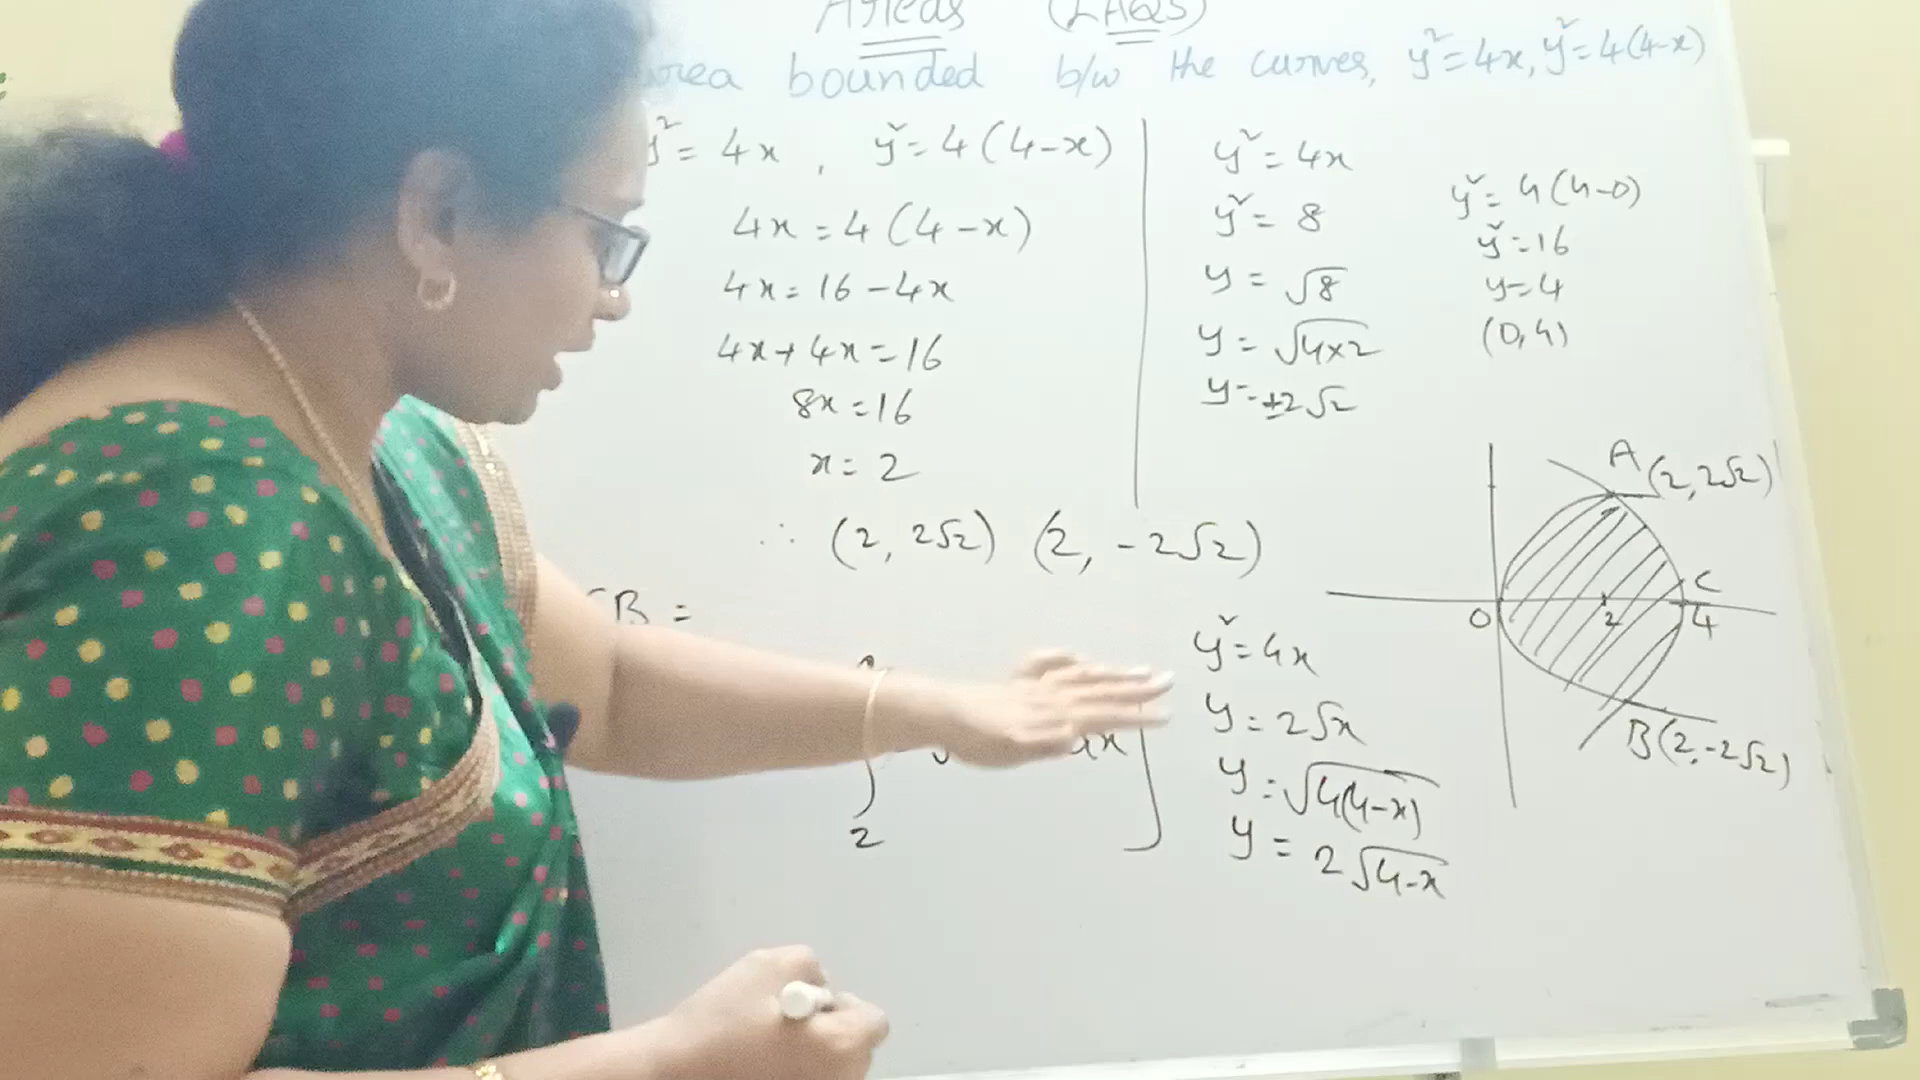 Areas (LAQS)
area bounded b/w the curves, y² = 4x, y² = 4(4-x)
y² = 4x , y² = 4(4-x)
4x = 4(4-x)
4x = 16 - 4x
4x + 4x = 16
8x = 16
x = 2
∴ (2, 2√2) (2, -2√2)
y² = 4x
y² = 8
y = √8
y = √4×2
y = ±2√2
y² = 4(4-0)
y² = 16
y = 4
(0, 4)
A (2, 2√2)
C
O 2 4
B (2, -2√2)
B =
2
dx ]
y² = 4x
y = 2√x
y = √4(4-x)
y = 2√4-x